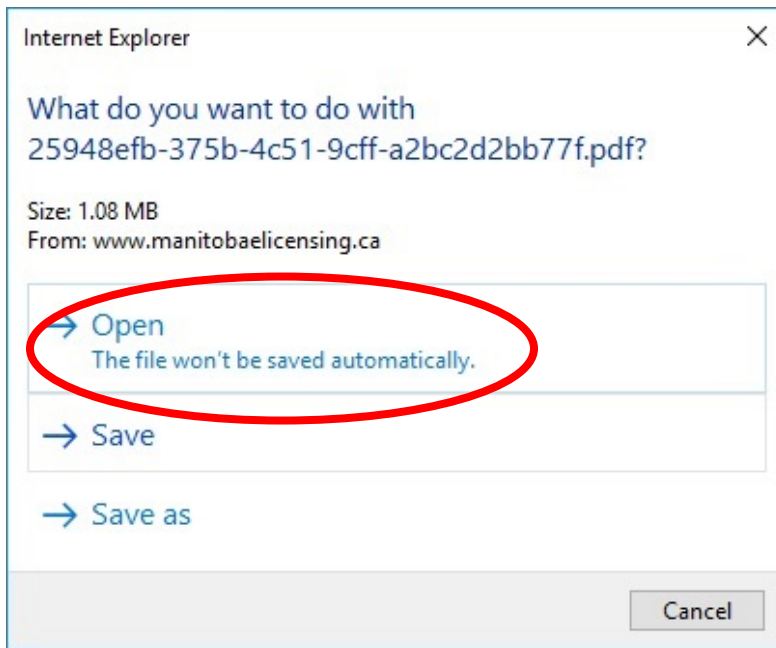 Internet Explorer
What do you want to do with
25948efb-375b-4c51-9cff-a2bc2d2bb77f.pdf?
Size: 1.08 MB
From: www.manitobaelicensing.ca
Open
The file won't be saved automatically.
Save
Save as
Cancel